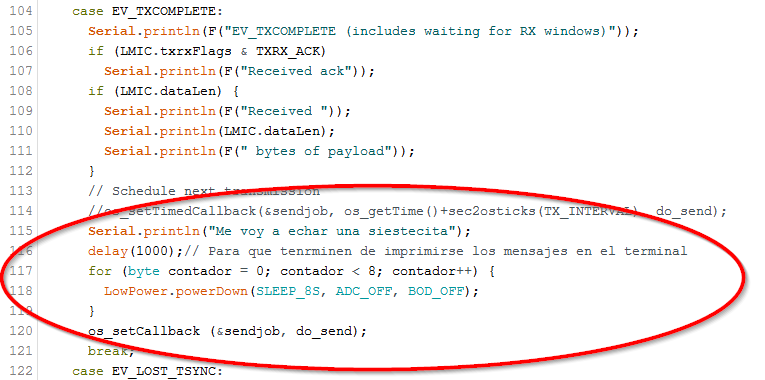 104 case EV_TXCOMPLETE:
105 Serial.println(F("EV_TXCOMPLETE (includes waiting for RX windows)"));
106 if (LMIC.txrxFlags & TXRX_ACK)
107 Serial.println(F("Received ack"));
108 if (LMIC.dataLen) {
109 Serial.println(F("Received "));
110 Serial.println(LMIC.dataLen);
111 Serial.println(F(" bytes of payload"));
112 }
113 // Schedule next transmission
114 //os_setTimedCallback(&sendjob, os_getTime()+sec2osticks(TX_INTERVAL), do_send);
115 Serial.println("Me voy a echar una siestecita");
116 delay(1000);// Para que tenrminen de imprimirse los mensajes en el terminal
117 for (byte contador = 0; contador < 8; contador++) {
118 LowPower.powerDown(SLEEP_8S, ADC_OFF, BOD_OFF);
119 }
120 os_setCallback (&sendjob, do_send);
121 break;
122 case EV_LOST_TSYNC: